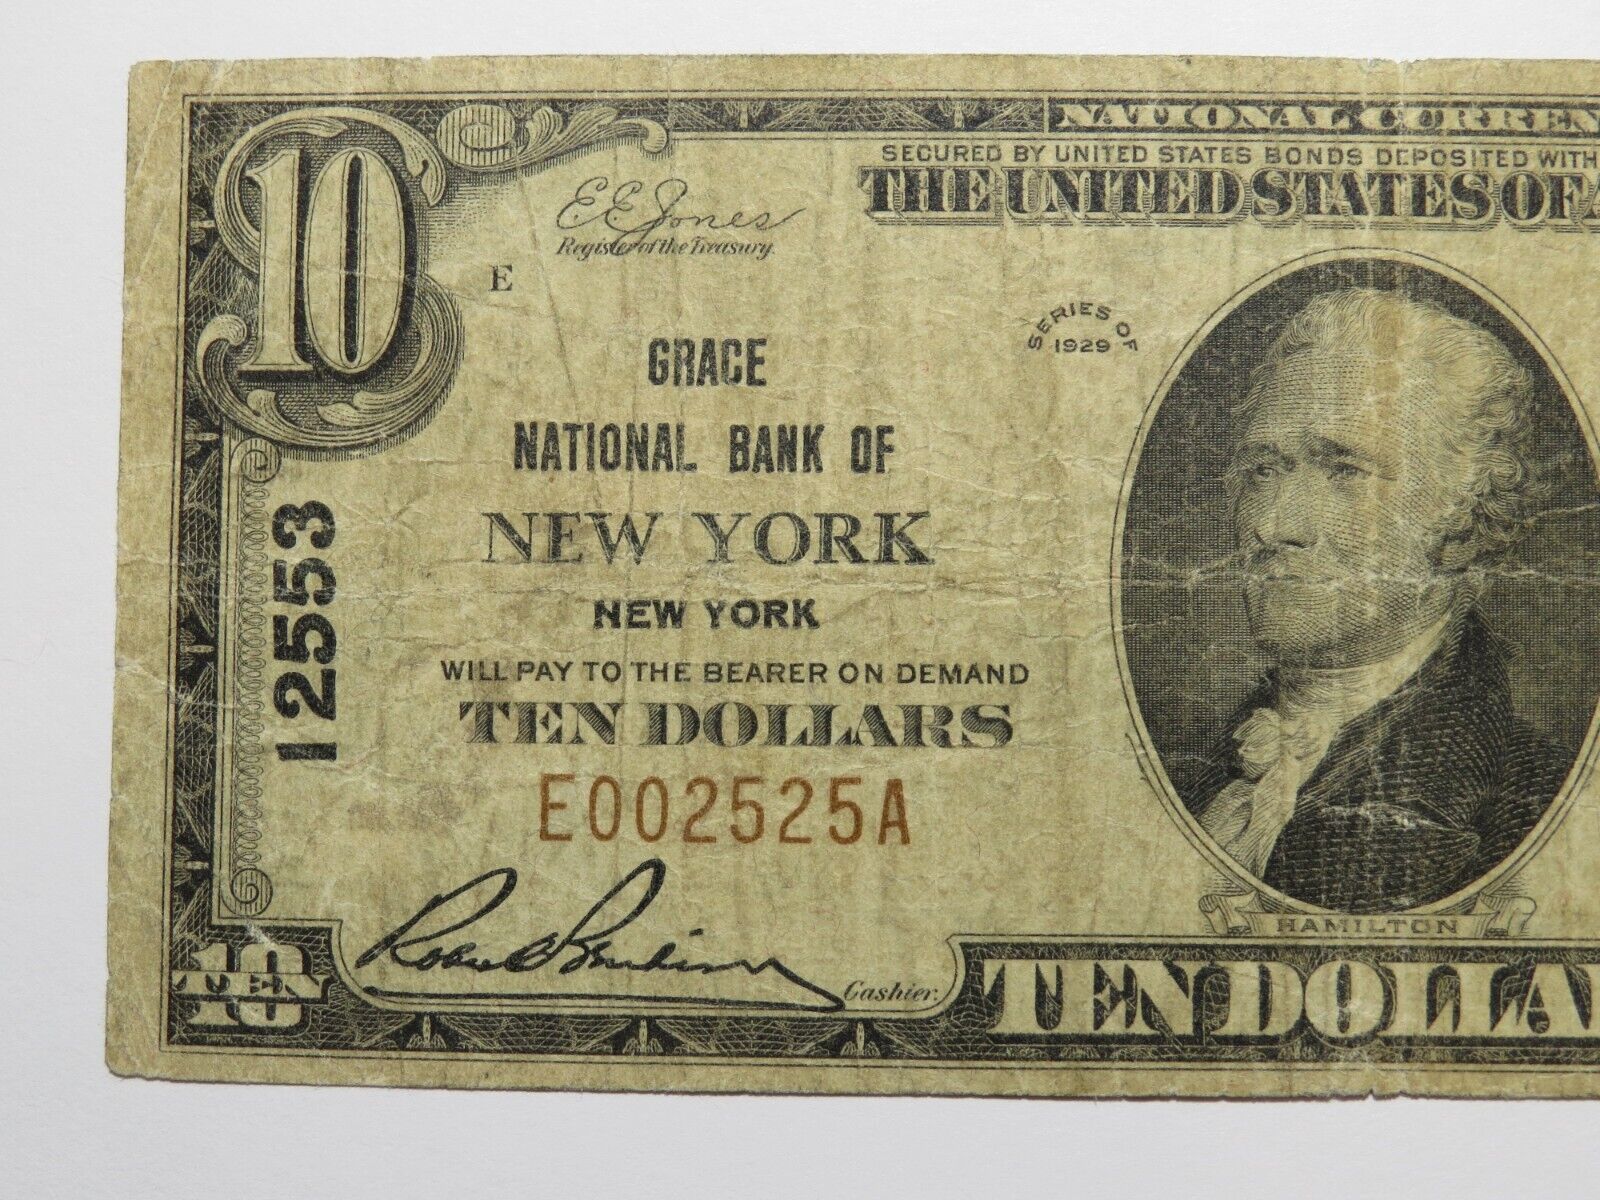 NATIONAL CURREN
SECURED BY UNITED STATES BONDS DEPOSITED WITH
THE UNITED STATES OF A
10
E.E. Jones
Register of the Treasury.
E
SERIES OF
1929
GRACE
NATIONAL BANK OF
NEW YORK
NEW YORK
WILL PAY TO THE BEARER ON DEMAND
TEN DOLLARS
12553
E002525A
HAMILTON
Cashier.
10
TEN
TEN DOLLA